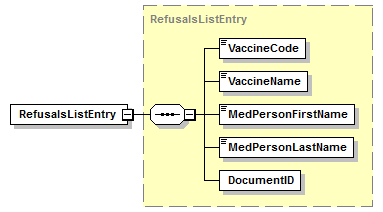 RefusalsListEntry
VaccineCode
VaccineName
RefusalsListEntry
MedPersonFirstName
MedPersonLastName
DocumentID